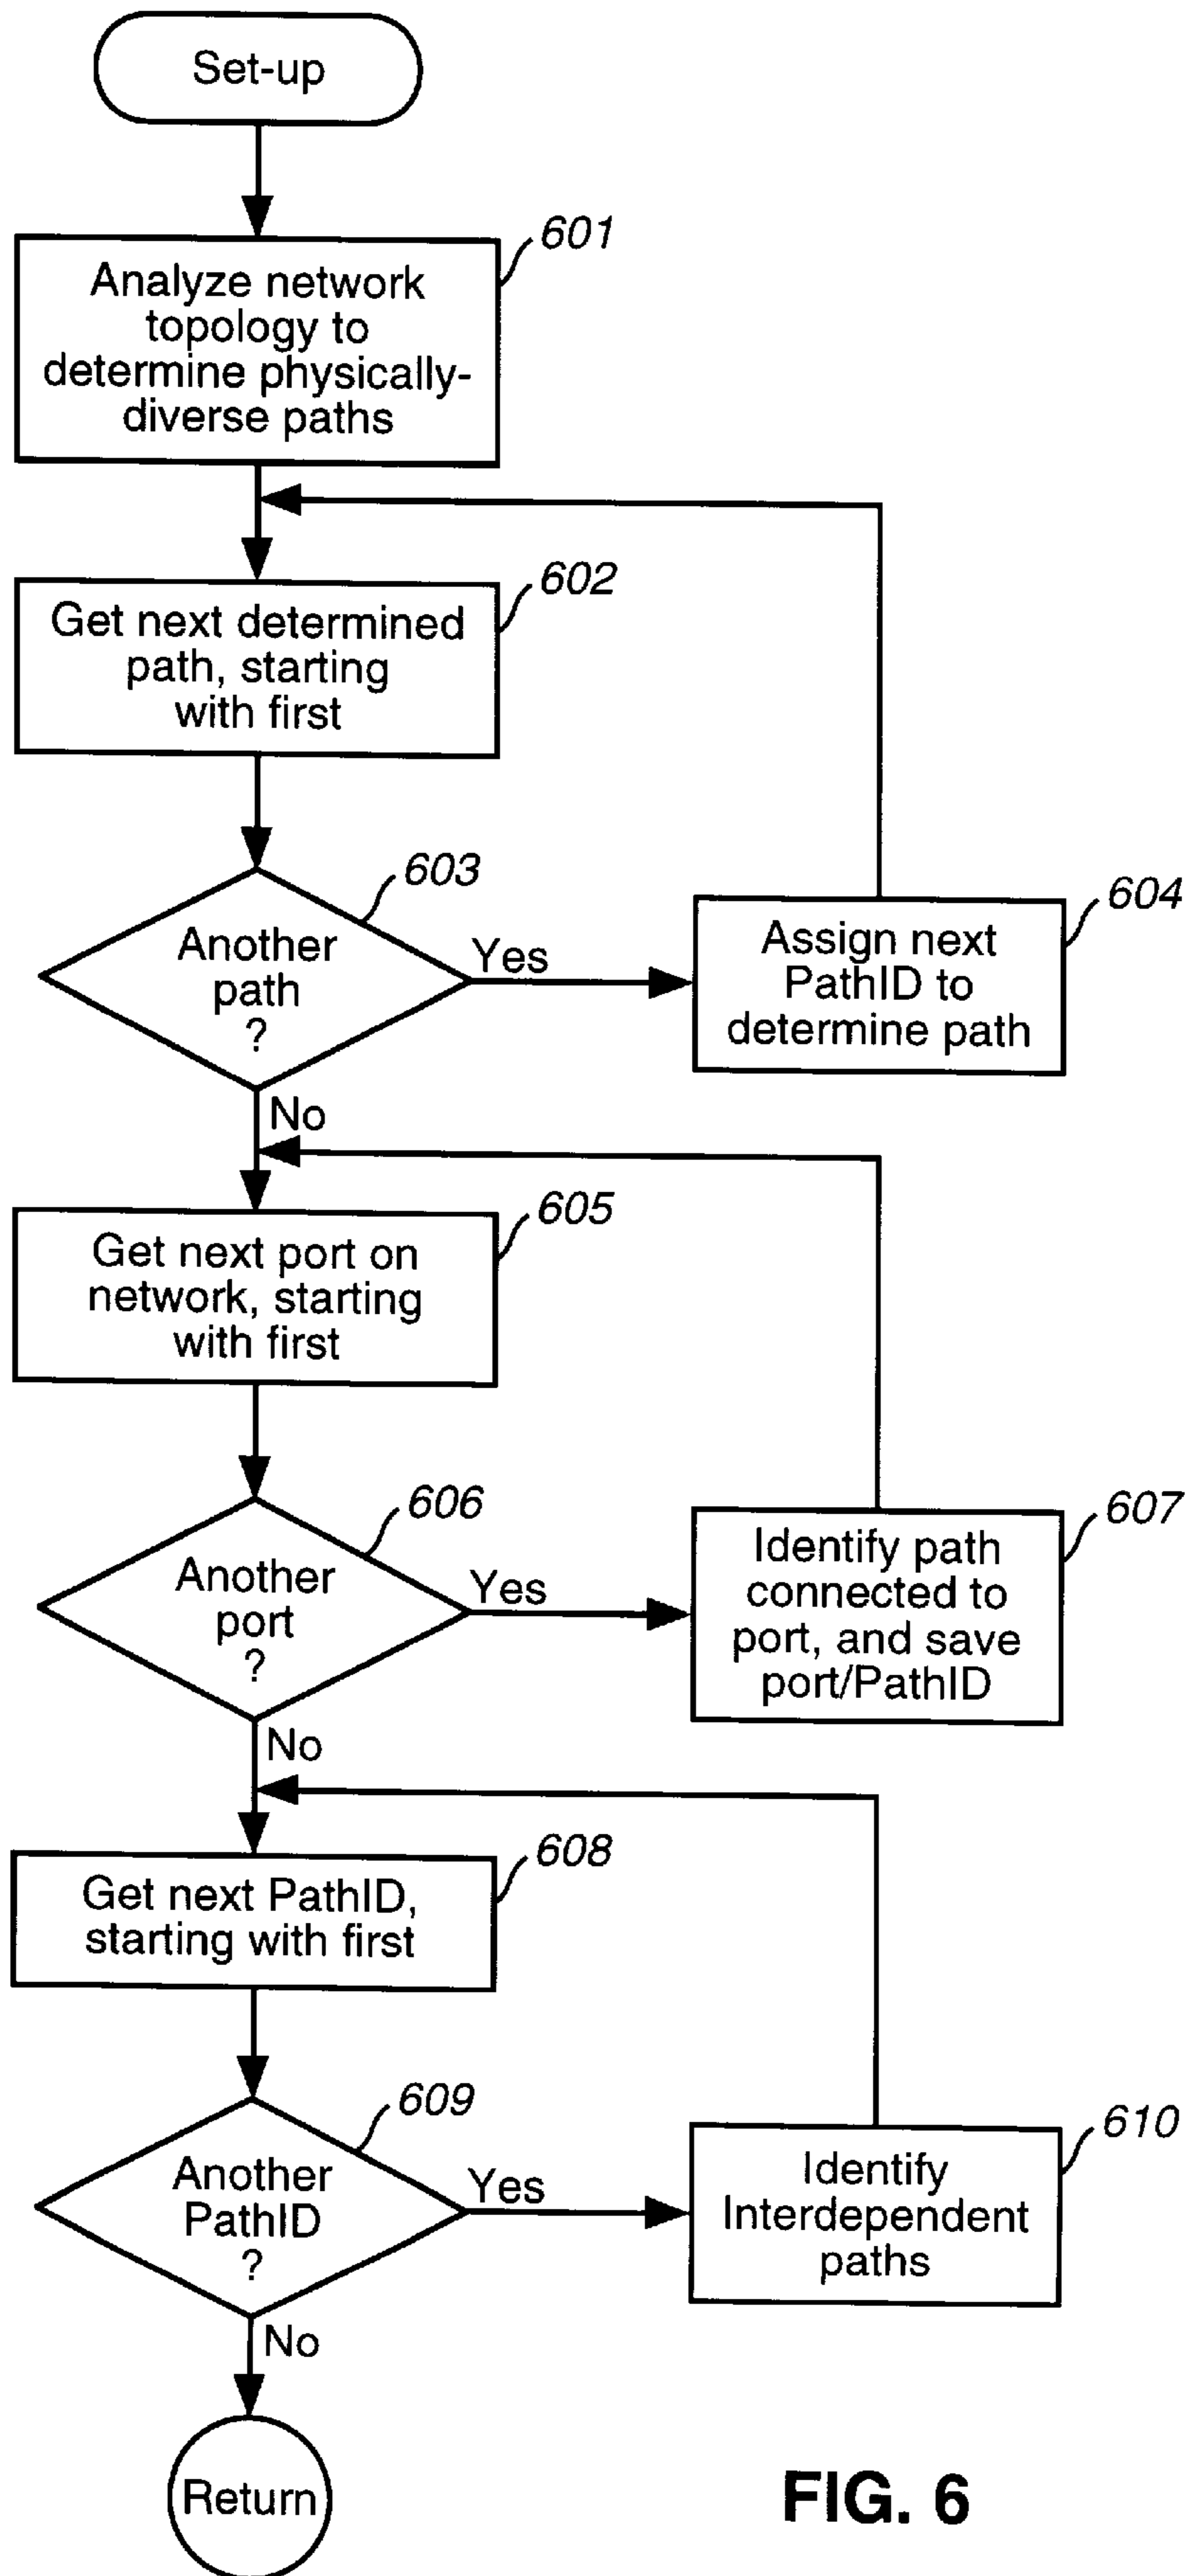 Set-up
601
Analyze network
topology to
determine physically-
diverse paths
602
Get next determined
path, starting
with first
603
Another
path
?
Yes
604
Assign next
PathID to
determine path
No
605
Get next port on
network, starting
with first
606
Another
port
?
Yes
607
Identify path
connected to
port, and save
port/PathID
No
608
Get next PathID,
starting with first
609
Another
PathID
?
Yes
610
Identify
Interdependent
paths
No
Return
FIG. 6